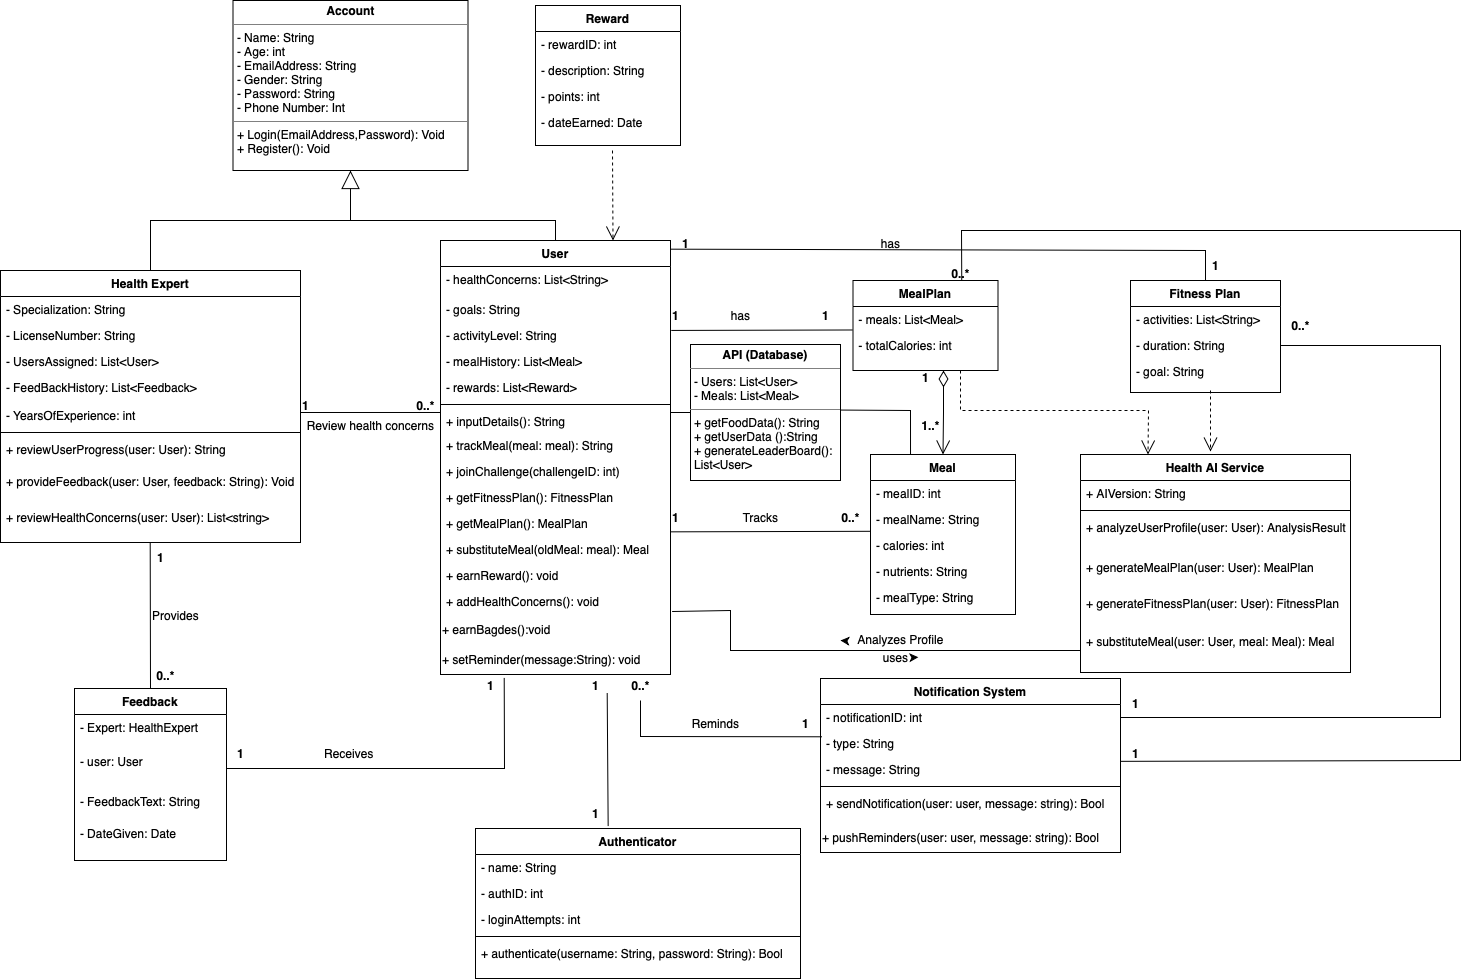 Account
- Name: String
- Age: int
- EmailAddress: String
- Gender: String
- Password: String
- Phone Number: Int
+ Login(EmailAddress,Password): Void
+ Register(): Void
Reward
- rewardID: int
- description: String
- points: int
- dateEarned: Date
Health Expert
- Specialization: String
- LicenseNumber: String
- UsersAssigned: List<User>
- FeedBackHistory: List<Feedback>
- YearsOfExperience: int
+ reviewUserProgress(user: User): String
+ provideFeedback(user: User, feedback: String): Void
+ reviewHealthConcerns(user: User): List<string>
1
0..*
Review health concerns
User
- healthConcerns: List<String>
- goals: String
- activityLevel: String
- mealHistory: List<Meal>
- rewards: List<Reward>
+ inputDetails(): String
+ trackMeal(meal: meal): String
+ joinChallenge(challengeID: int)
+ getFitnessPlan(): FitnessPlan
+ getMealPlan(): MealPlan
+ substituteMeal(oldMeal: meal): Meal
+ earnReward(): void
+ addHealthConcerns(): void
+ earnBagdes():void
+ setReminder(message:String): void
1
has
1
0..*
MealPlan
- meals: List<Meal>
- totalCalories: int
1
has
1
Fitness Plan
- activities: List<String>
- duration: String
- goal: String
0..*
API (Database)
- Users: List<User>
- Meals: List<Meal>
+ getFoodData(): String
+ getUserData ():String
+ generateLeaderBoard():
List<User>
1
1..*
Meal
- mealID: int
- mealName: String
- calories: int
- nutrients: String
- mealType: String
1
Tracks
0..*
Health AI Service
- AIVersion: String
+ analyzeUserProfile(user: User): AnalysisResult
+ generateMealPlan(user: User): MealPlan
+ generateFitnessPlan(user: User): FitnessPlan
+ substituteMeal(user: User, meal: Meal): Meal
Analyzes Profile
uses
1
Provides
0..*
Feedback
- Expert: HealthExpert
- user: User
- FeedbackText: String
- DateGiven: Date
1
Receives
1
1
1
0..*
Reminds
1
Notification System
- notificationID: int
- type: String
- message: String
+ sendNotification(user: user, message: string): Bool
+ pushReminders(user: user, message: string): Bool
1
1
Authenticator
- name: String
- authID: int
- loginAttempts: int
+ authenticate(username: String, password: String): Bool